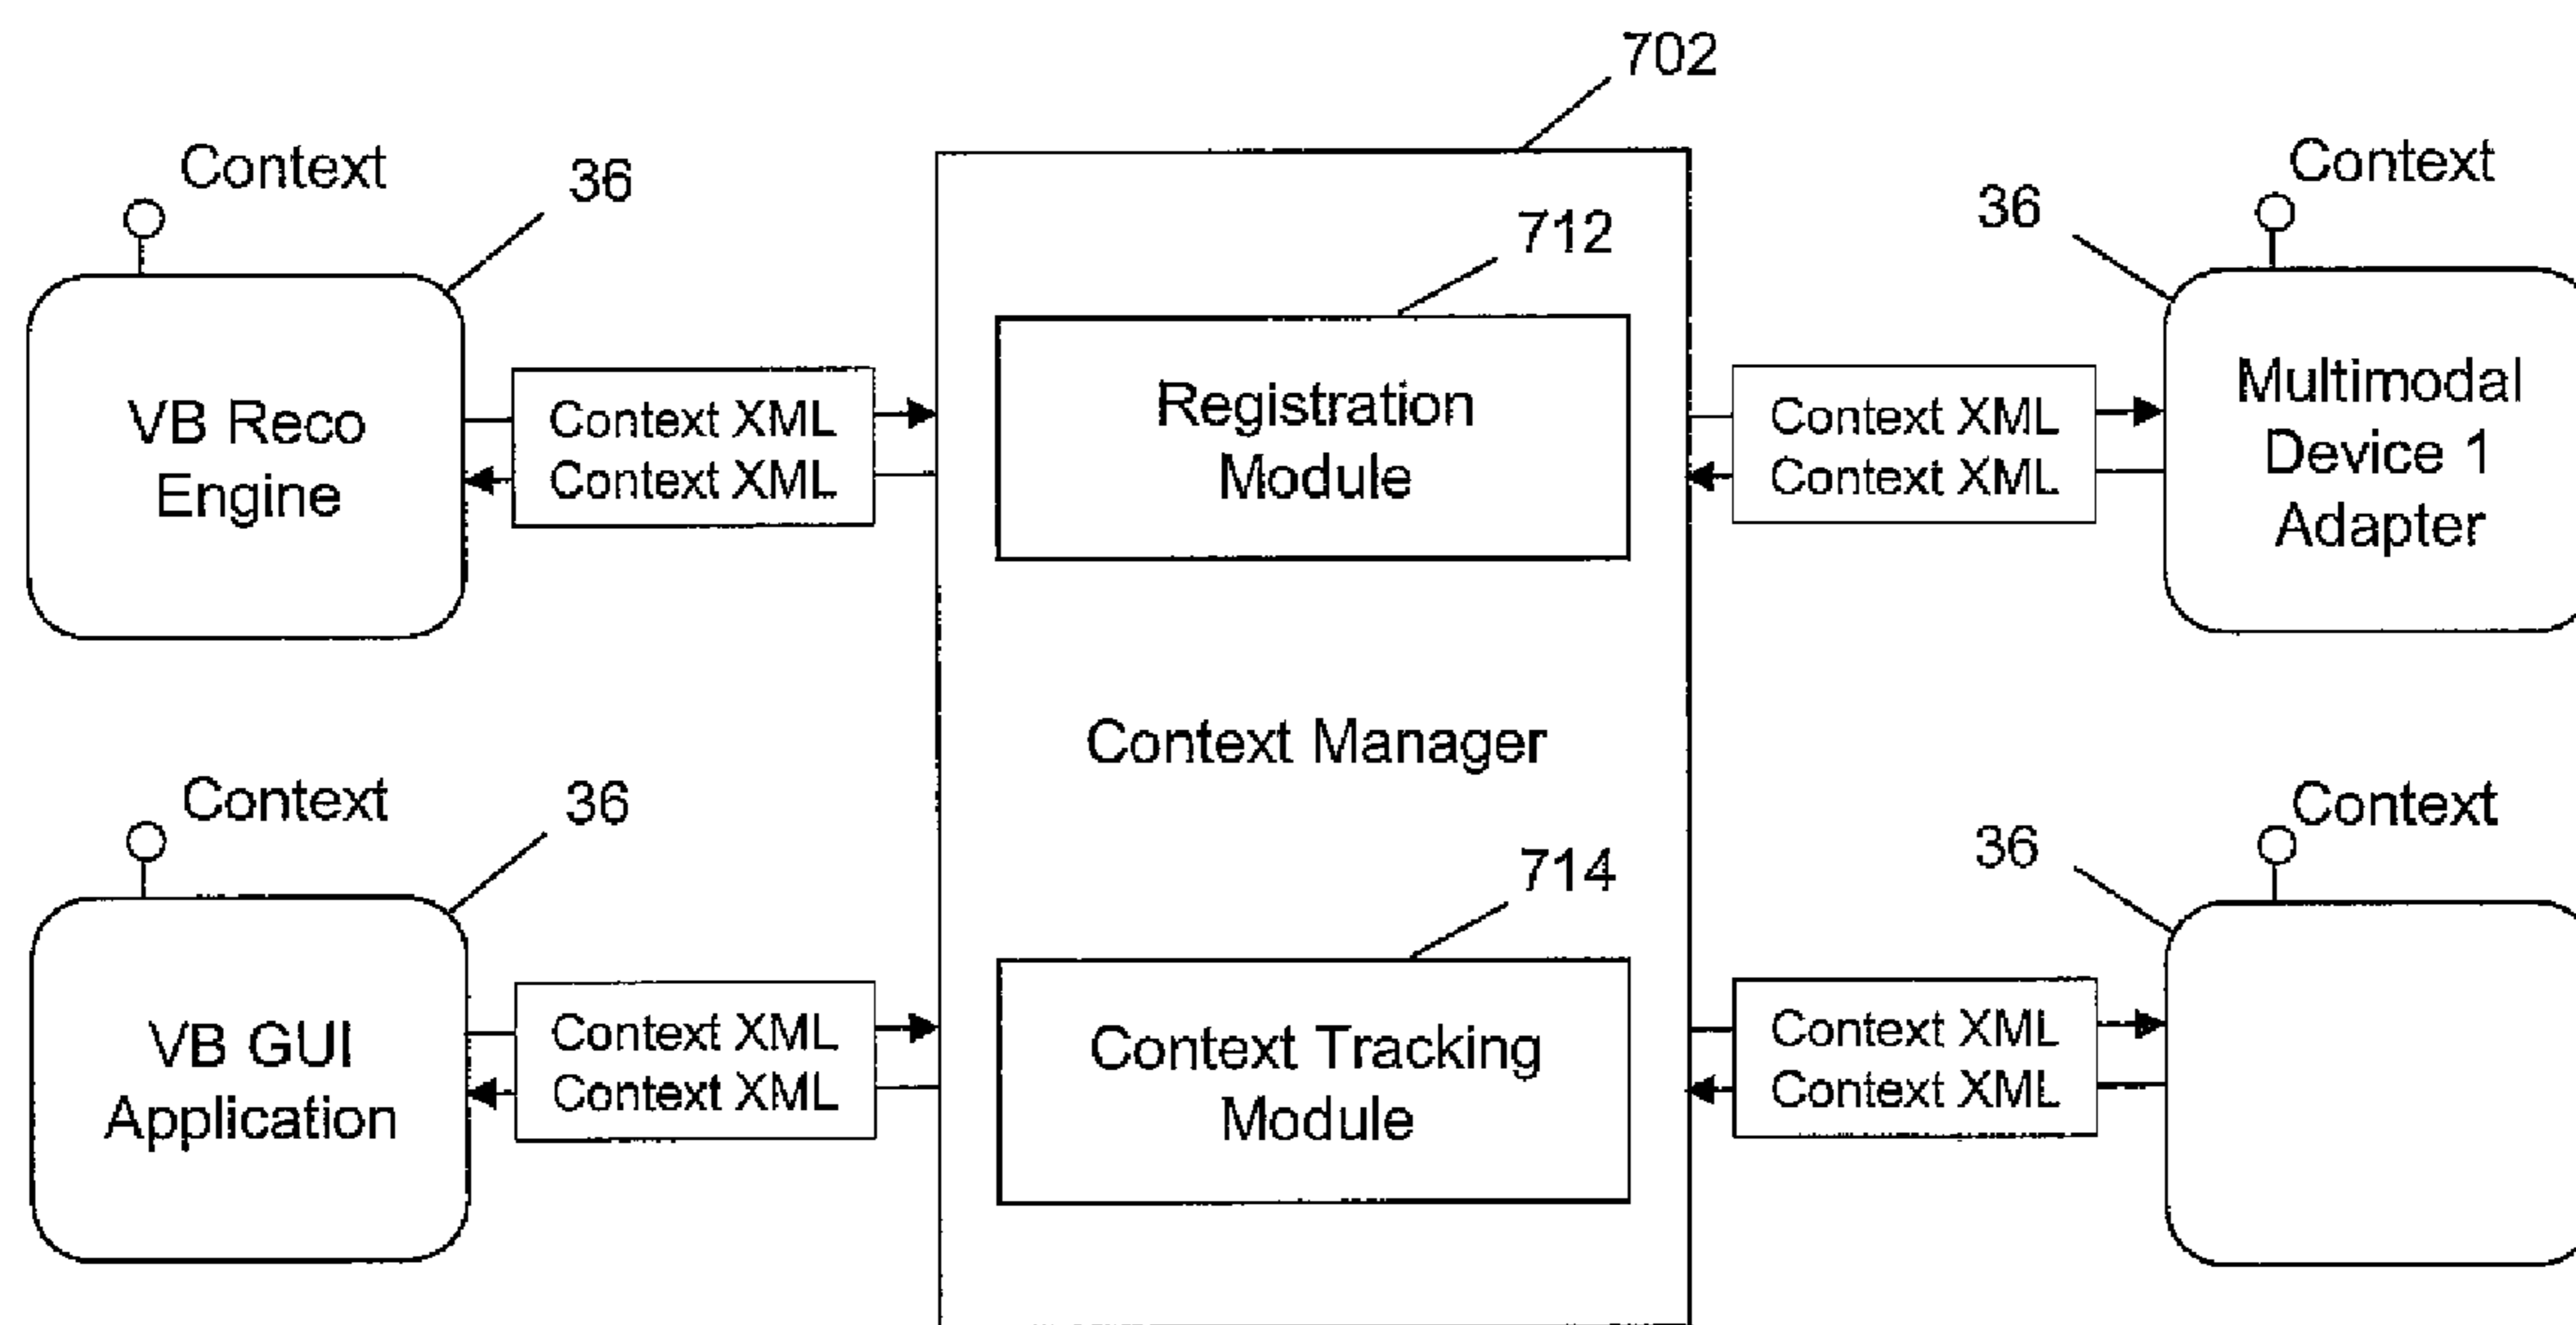 702
Context
36
712
36
Context
VB Reco
Engine
Context XML
Context XML
Registration
Module
Context XML
Context XML
Multimodal
Device 1
Adapter
Context Manager
Context
36
714
36
Context
VB GUI
Application
Context XML
Context XML
Context Tracking
Module
Context XML
Context XML